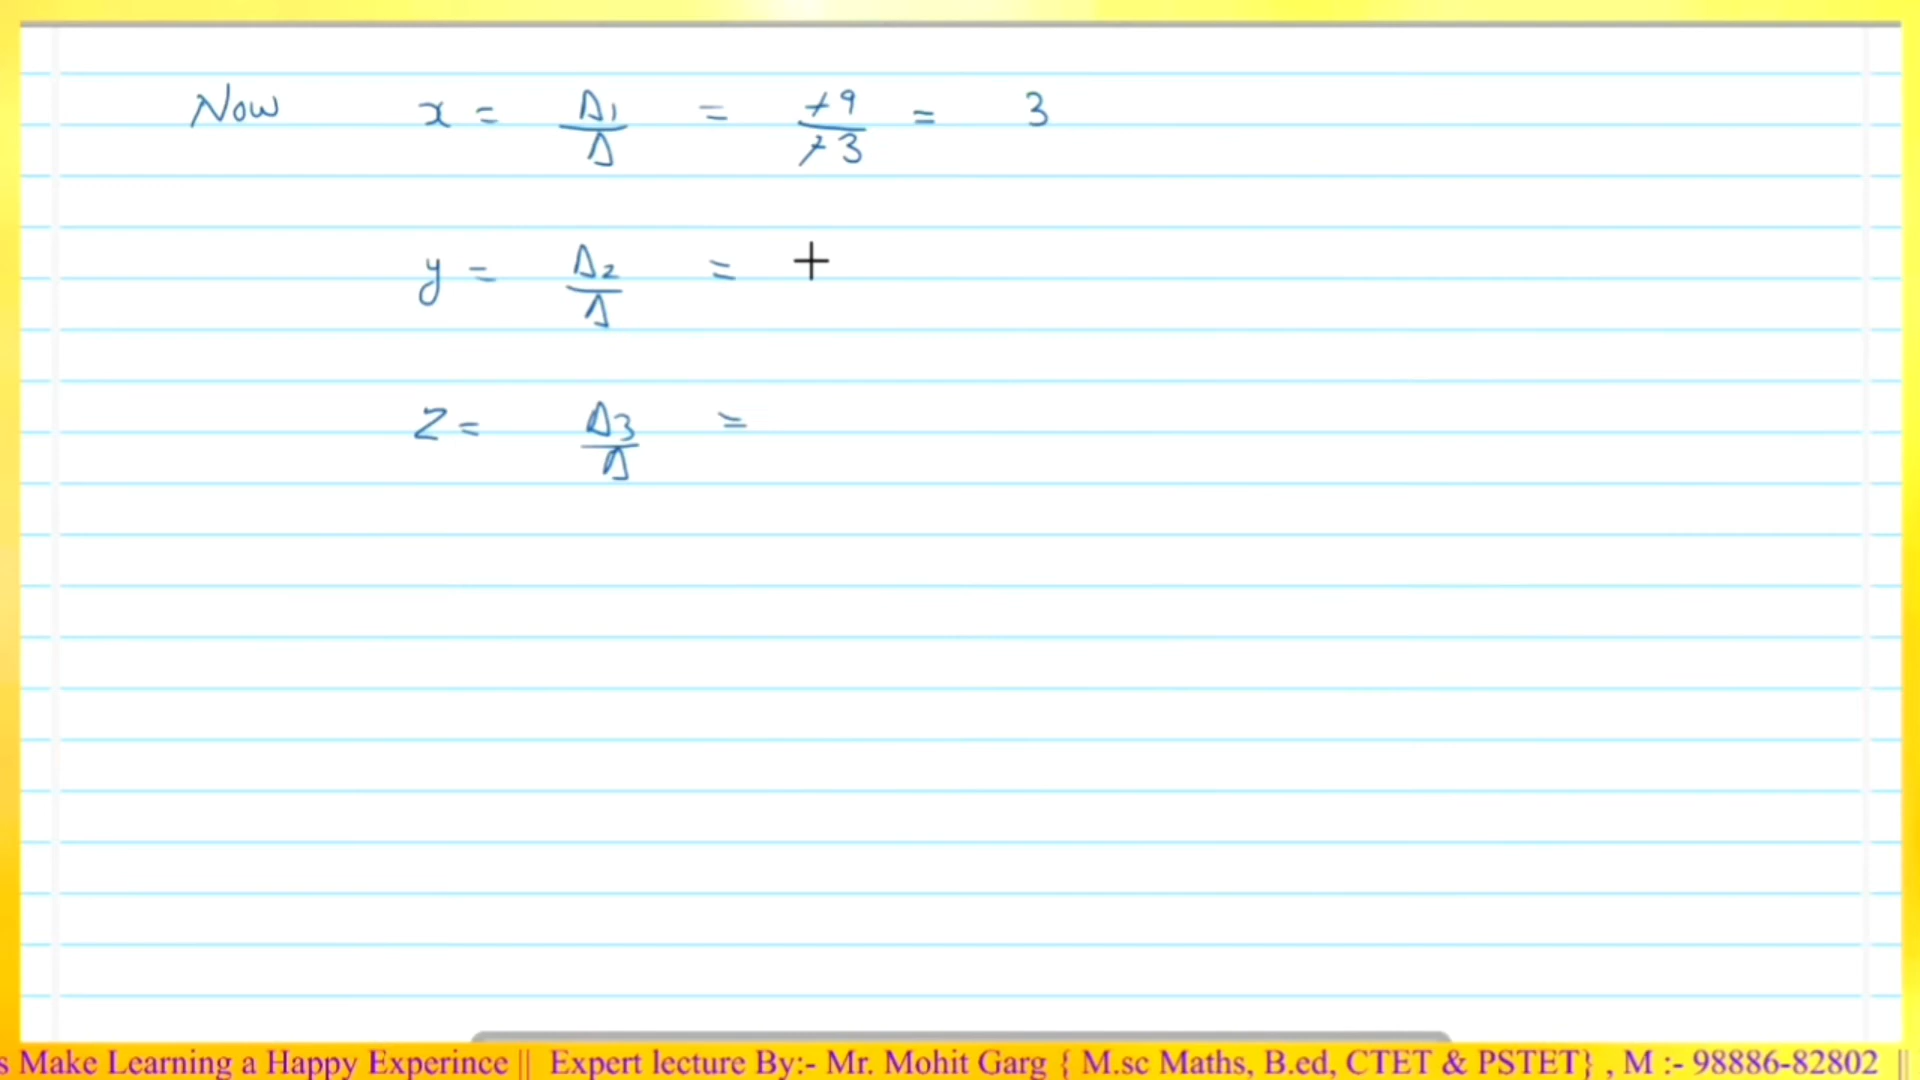 Now x = Δ1/Δ = -9/-3 = 3
y = Δ2/Δ =
z = Δ3/Δ =
s Make Learning a Happy Experince || Expert lecture By:- Mr. Mohit Garg { M.sc Maths, B.ed, CTET & PSTET} , M :- 98886-82802 ||